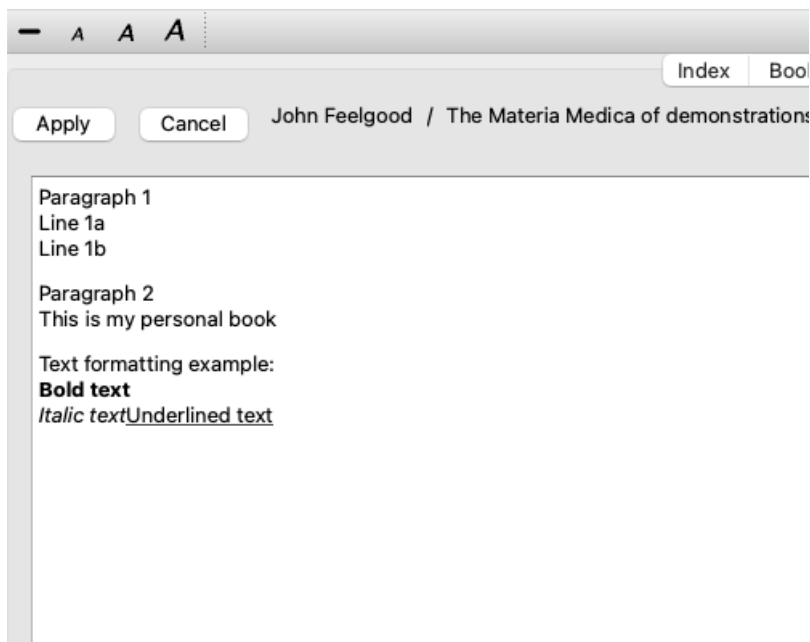 A A A
Index Book
Apply Cancel John Feelgood / The Materia Medica of demonstrations
Paragraph 1
Line 1a
Line 1b
Paragraph 2
This is my personal book
Text formatting example:
Bold text
Italic textUnderlined text